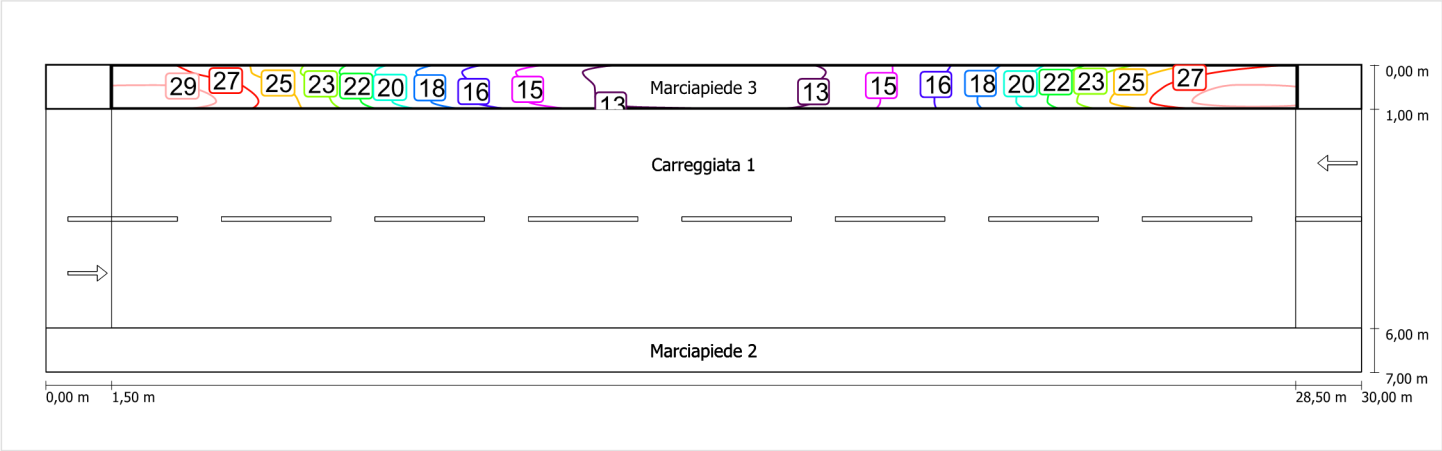 29 27 25 23 22 20 18 16 15 13 Marciapiede 3 13 15 16 18 20 22 23 25 27
0,00 m
1,00 m
Carreggiata 1
6,00 m
Marciapiede 2
7,00 m
0,00 m 1,50 m 28,50 m 30,00 m